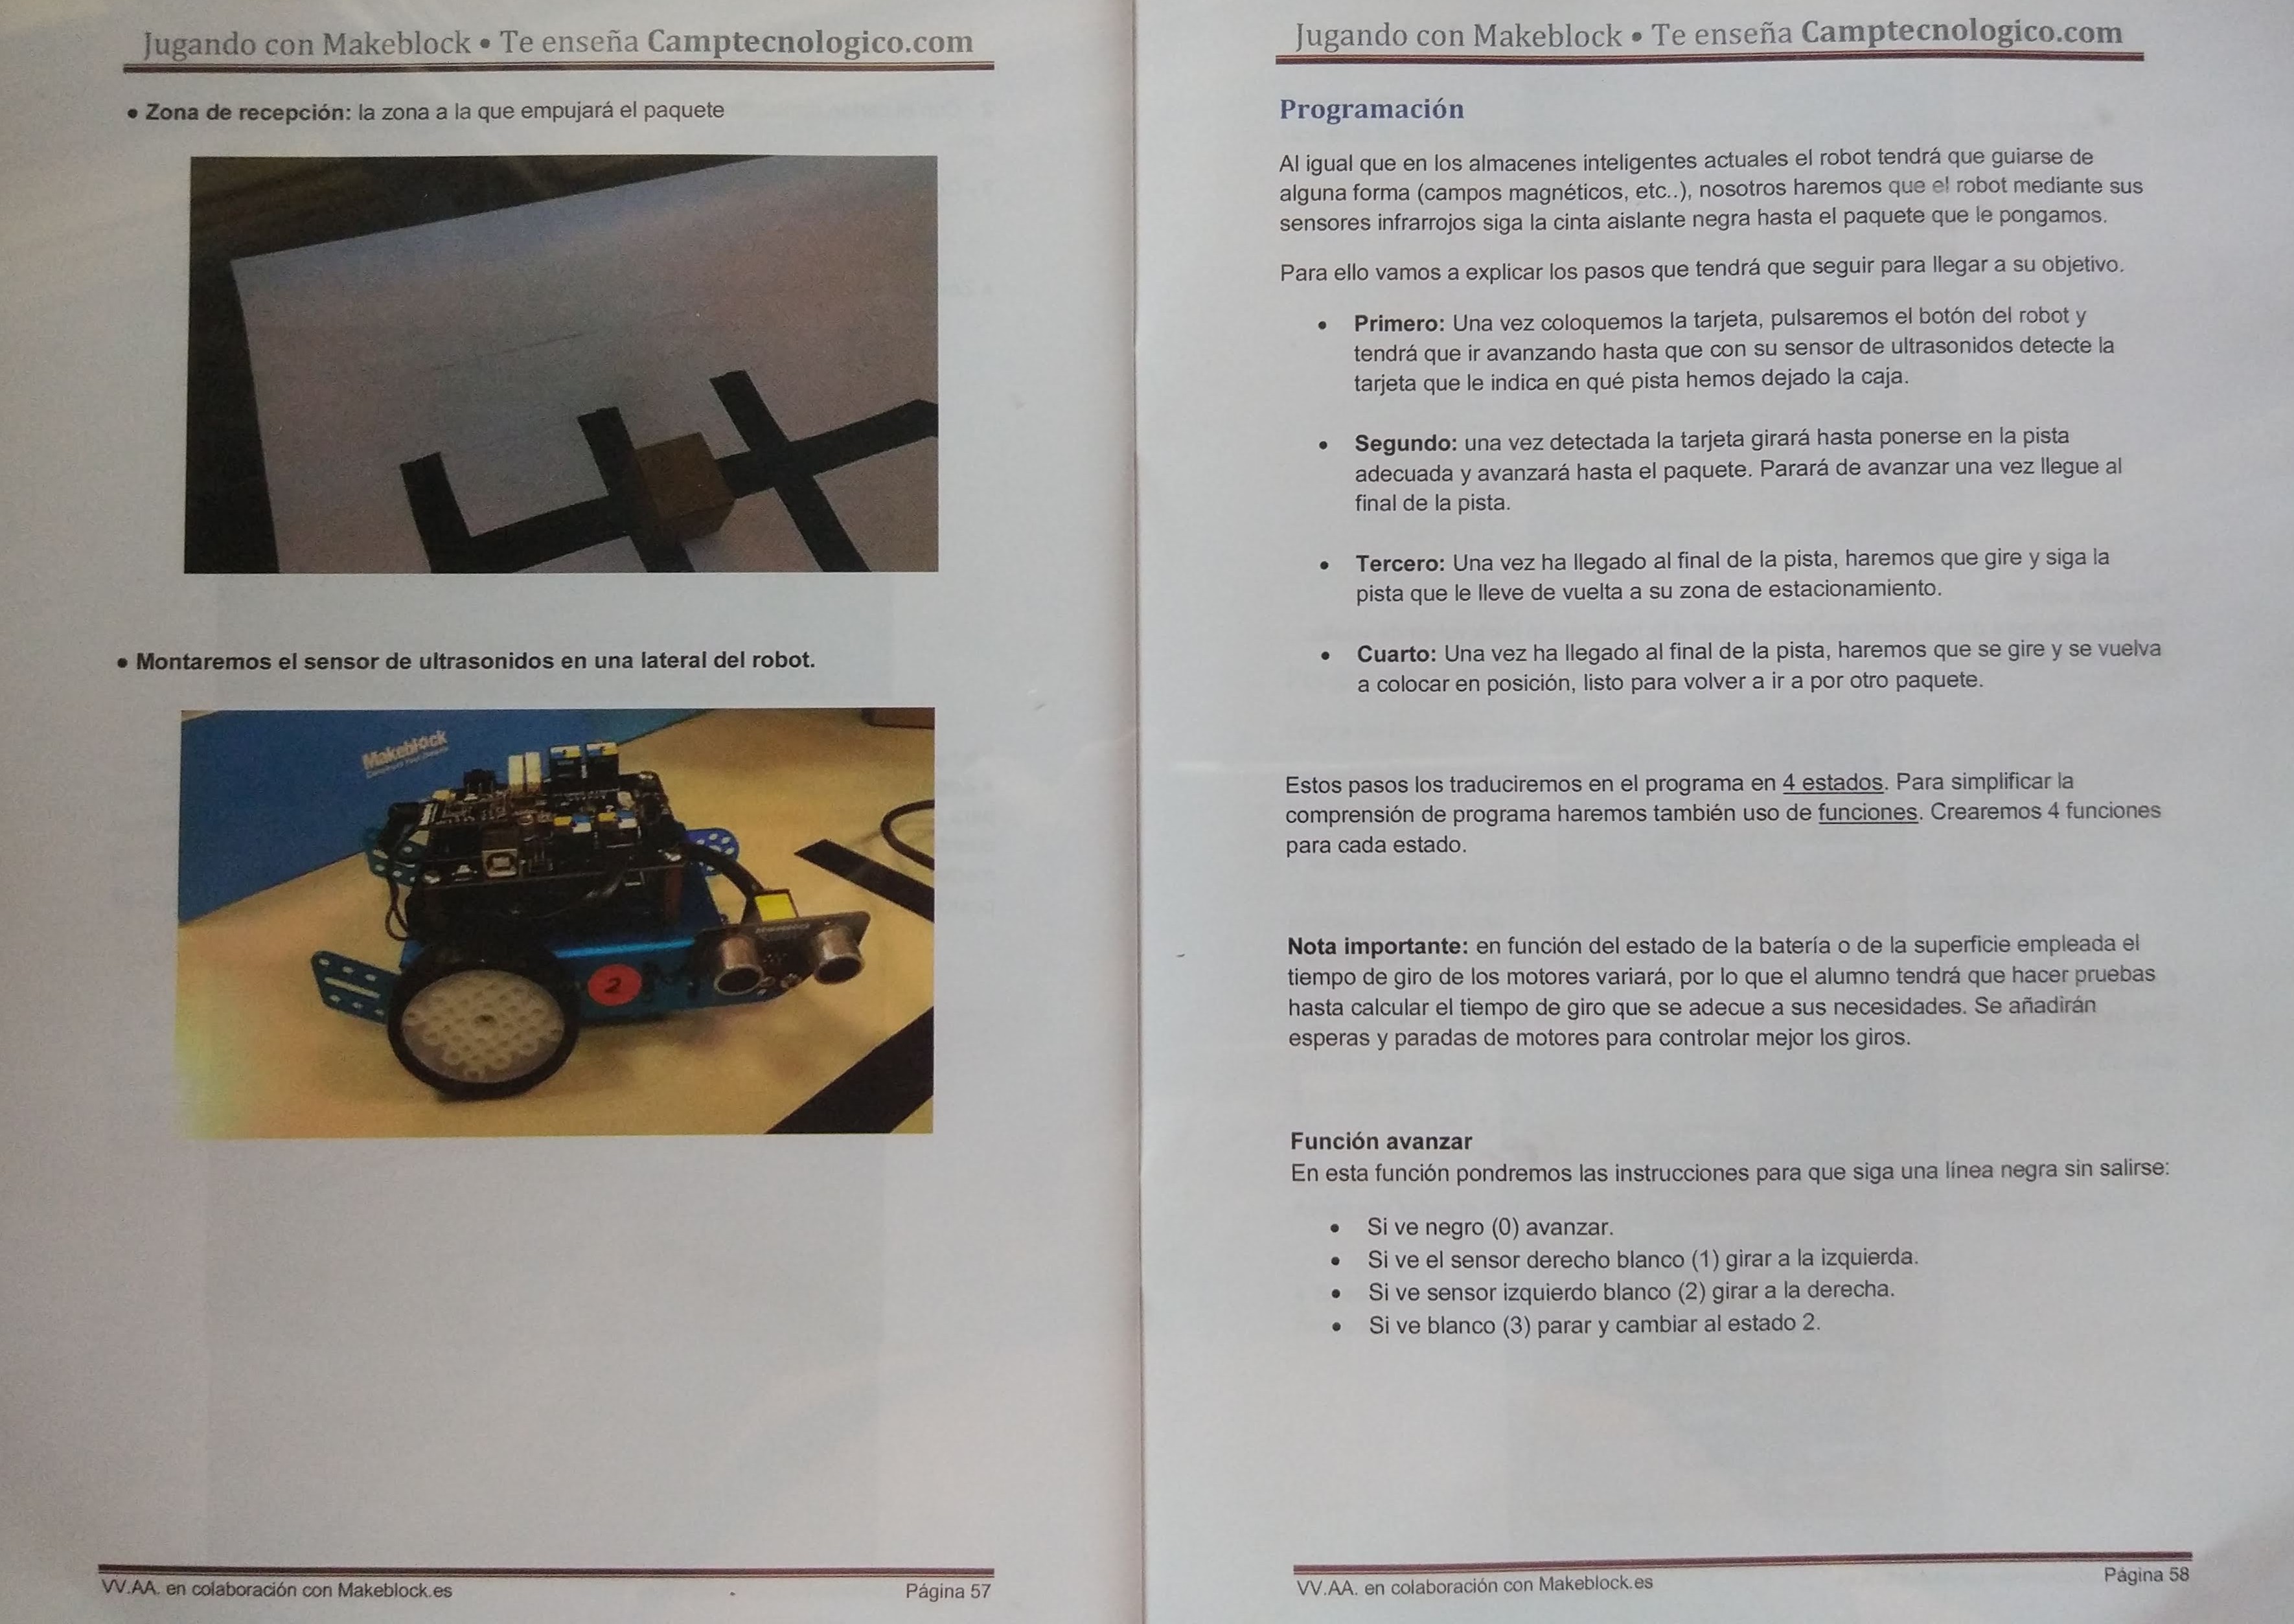 Jugando con Makeblock • Te enseña Camptecnologico.com
• Zona de recepción: la zona a la que empujará el paquete
• Montaremos el sensor de ultrasonidos en una lateral del robot.
Makeblock
2
VV.AA. en colaboración con Makeblock.es
Página 57
Jugando con Makeblock • Te enseña Camptecnologico.com
Programación
Al igual que en los almacenes inteligentes actuales el robot tendrá que guiarse de
alguna forma (campos magnéticos, etc..), nosotros haremos que el robot mediante sus
sensores infrarrojos siga la cinta aislante negra hasta el paquete que le pongamos.
Para ello vamos a explicar los pasos que tendrá que seguir para llegar a su objetivo.
• Primero: Una vez coloquemos la tarjeta, pulsaremos el botón del robot y
tendrá que ir avanzando hasta que con su sensor de ultrasonidos detecte la
tarjeta que le indica en qué pista hemos dejado la caja.
• Segundo: una vez detectada la tarjeta girará hasta ponerse en la pista
adecuada y avanzará hasta el paquete. Parará de avanzar una vez llegue al
final de la pista.
• Tercero: Una vez ha llegado al final de la pista, haremos que gire y siga la
pista que le lleve de vuelta a su zona de estacionamiento.
• Cuarto: Una vez ha llegado al final de la pista, haremos que se gire y se vuelva
a colocar en posición, listo para volver a ir a por otro paquete.
Estos pasos los traduciremos en el programa en 4 estados. Para simplificar la
comprensión de programa haremos también uso de funciones. Crearemos 4 funciones
para cada estado.
Nota importante: en función del estado de la batería o de la superficie empleada el
tiempo de giro de los motores variará, por lo que el alumno tendrá que hacer pruebas
hasta calcular el tiempo de giro que se adecue a sus necesidades. Se añadirán
esperas y paradas de motores para controlar mejor los giros.
Función avanzar
En esta función pondremos las instrucciones para que siga una línea negra sin salirse:
• Si ve negro (0) avanzar.
• Si ve el sensor derecho blanco (1) girar a la izquierda.
• Si ve sensor izquierdo blanco (2) girar a la derecha.
• Si ve blanco (3) parar y cambiar al estado 2.
VV.AA. en colaboración con Makeblock.es
Página 58